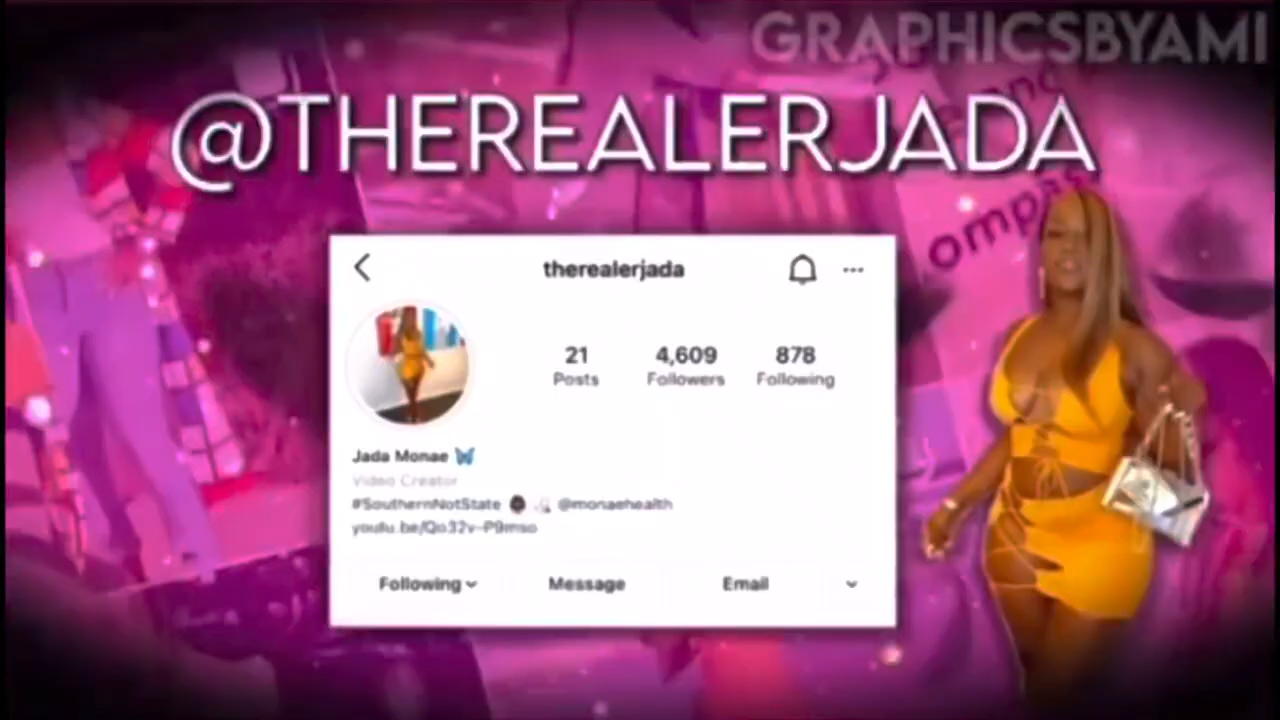 GRAPHICSBYAMI
@THEREALERJADA
therealerjada
21 4,609 878
Posts Followers Following
Jada Monae 🦋
Video Creator
#SouthernNotState @monaehealth
youtu.be/Qo32v-P9mso
Following Message Email